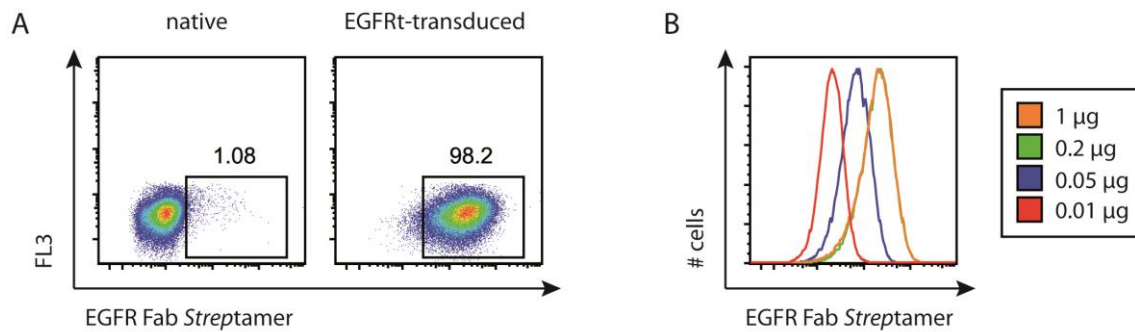 A
native
EGFRt-transduced
1.08
98.2
FL3
EGFR Fab Streptamer
B
# cells
EGFR Fab Streptamer
1 µg
0.2 µg
0.05 µg
0.01 µg